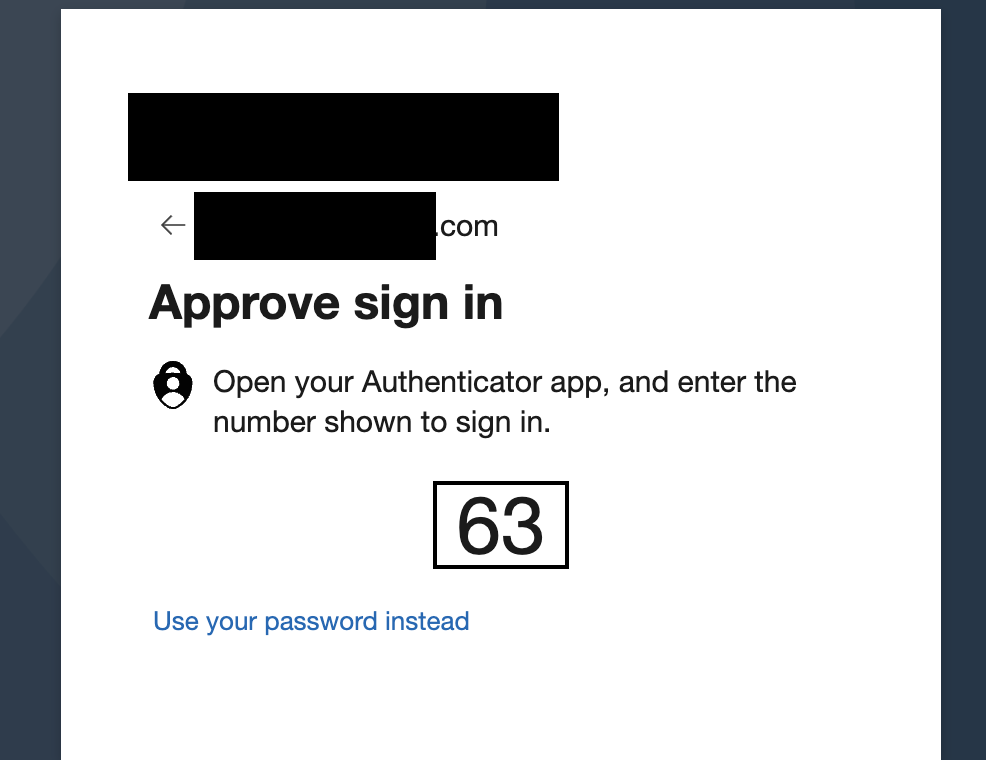 .com
Approve sign in
Open your Authenticator app, and enter the
number shown to sign in.
63
Use your password instead